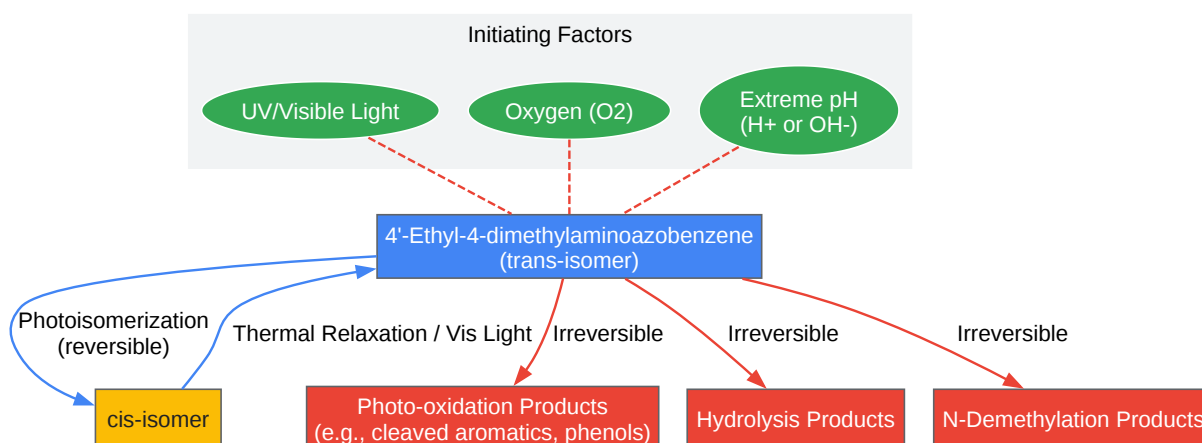 Initiating Factors
UV/Visible Light
Oxygen (O2)
Extreme pH
(H+ or OH-)
4'-Ethyl-4-dimethylaminoazobenzene
(trans-isomer)
Photoisomerization
(reversible)
Thermal Relaxation / Vis Light
Irreversible
Irreversible
Irreversible
cis-isomer
Photo-oxidation Products
(e.g., cleaved aromatics, phenols)
Hydrolysis Products
N-Demethylation Products